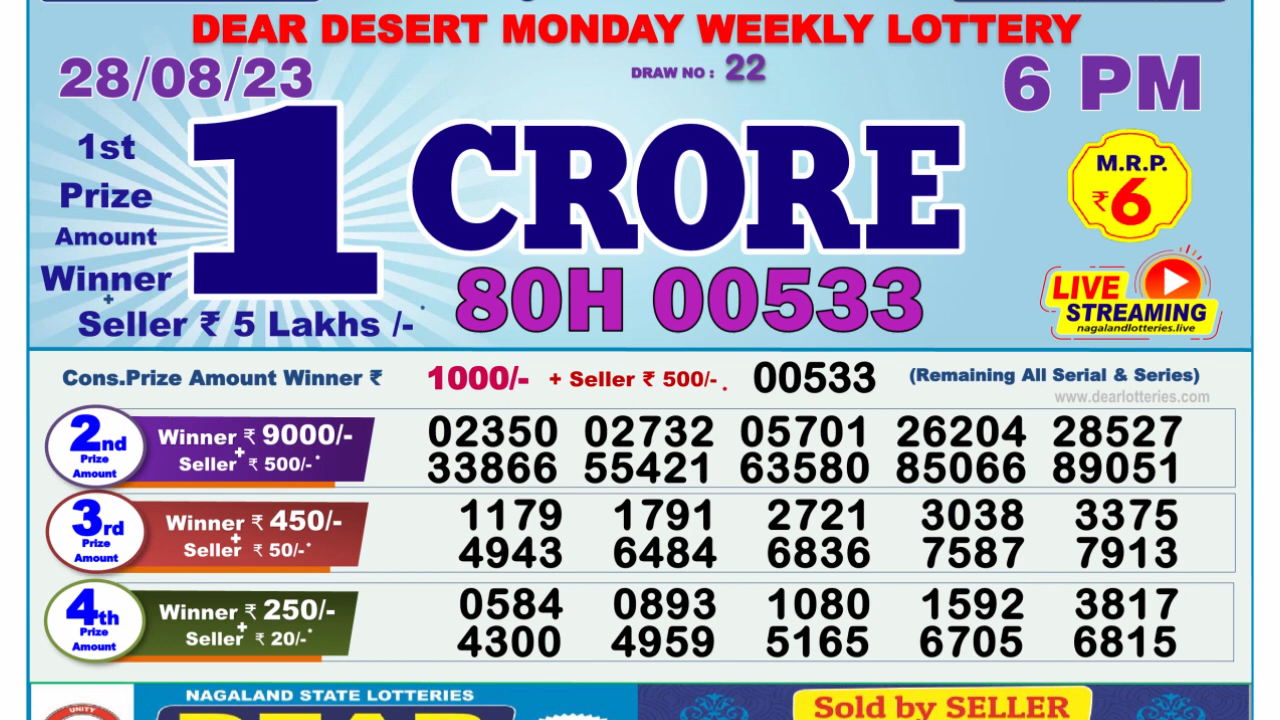 DEAR DESERT MONDAY WEEKLY LOTTERY
28/08/23
DRAW NO : 22
6 PM
1st
Prize
Amount
Winner
+
Seller ₹ 5 Lakhs /-
1 CRORE
80H 00533
M.R.P.
₹6
LIVE
STREAMING
nagalandlotteries.live
Cons.Prize Amount Winner ₹ 1000/- + Seller ₹ 500/- . 00533 (Remaining All Serial & Series)
www.dearlotteries.com
2nd
Prize
Amount
Winner ₹ 9000/-
+
Seller ₹ 500/-*
02350 02732 05701 26204 28527
33866 55421 63580 85066 89051
3rd
Prize
Amount
Winner ₹ 450/-
+
Seller ₹ 50/-*
1179 1791 2721 3038 3375
4943 6484 6836 7587 7913
4th
Prize
Amount
Winner ₹ 250/-
+
Seller ₹ 20/-*
0584 0893 1080 1592 3817
4300 4959 5165 6705 6815
UNITY
NAGALAND STATE LOTTERIES
DEAR
Sold by SELLER